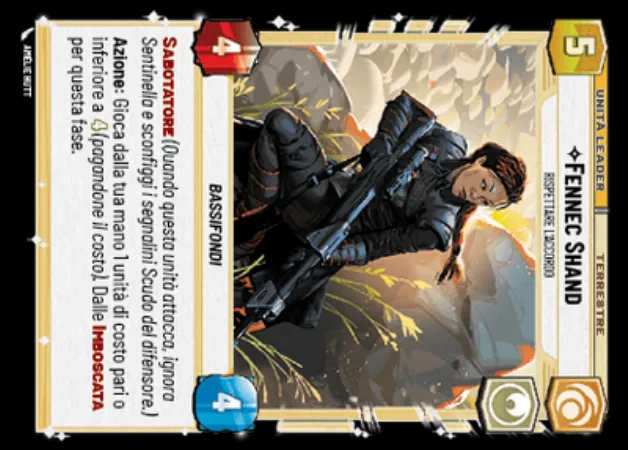 5
UNITÀ LEADER
TERRESTRE
✧FENNEC SHAND
RISPETTARE L'ACCORDO
4
4
BASSIFONDI
SABOTATORE (Quando questa unità attacca, ignora
Sentinella e sconfiggi i segnalini Scudo del difensore.)
Azione: Gioca dalla tua mano 1 unità di costo pari o
inferiore a 4 (pagandone il costo). Dalle IMBOSCATA
per questa fase.
AMÉLIE HUTT